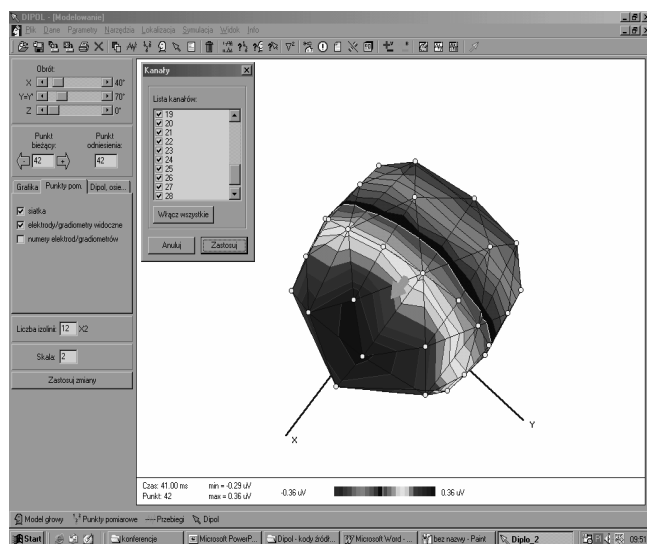 DIPOL - [Modelowanie]
Plik Dane Parametry Narzędzia Lokalizacja Symulacja Widok Info
Obrót
X 40°
Y=Y' 70°
Z 0°
Punkt bieżący:
42
Punkt odniesienia:
42
Grafika Punkty pom. Dipol, osie...
siatka
elektrody/gradiometry widoczne
numery elektrod/gradiometrów
Liczba izolinii: 12 X2
Skala: 2
Zastosuj zmiany
Kanały
Lista kanałów:
19
20
21
22
23
24
25
26
27
28
Włącz wszystkie
Anuluj Zastosuj
X
Y
Czas: 41.00 ms min = -0.29 uV
Punkt: 42 max = 0.36 uV
-0.36 uV 0.36 uV
Model głowy Punkty pomiarowe Przebiegi Dipol
Start konferencje Microsoft PowerP... Dipol - kody źródł... Microsoft Word - ... bez nazwy - Paint Diplo_2 09:51